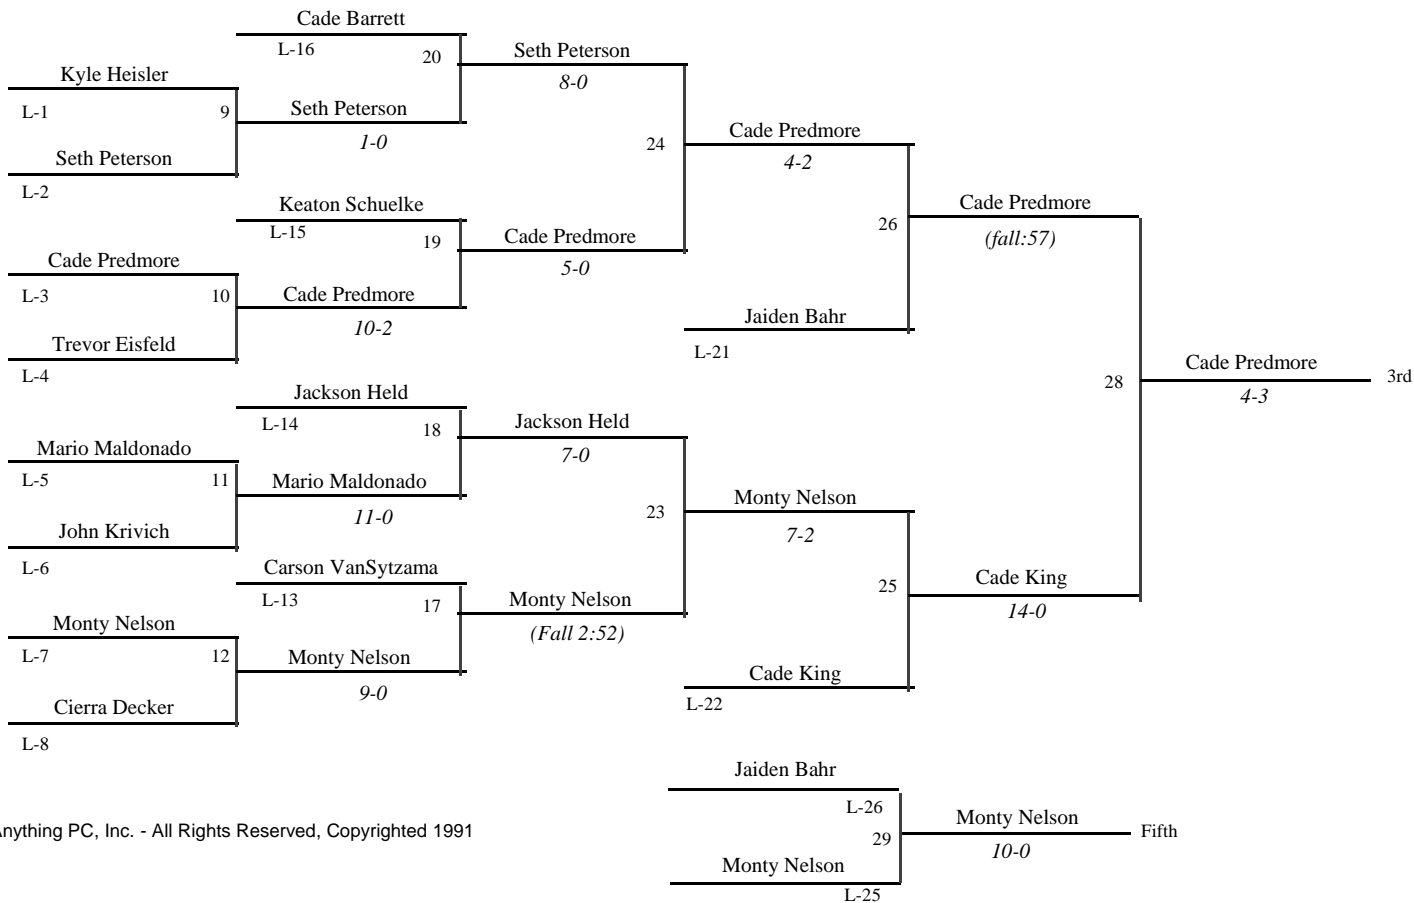 Cade Barrett
L-16
20
Seth Peterson
8-0
Kyle Heisler
L-1
9
Seth Peterson
1-0
Seth Peterson
L-2
24
Cade Predmore
4-2
Keaton Schuelke
L-15
19
Cade Predmore
5-0
Cade Predmore
L-3
10
Cade Predmore
10-2
Trevor Eisfeld
L-4
26
Cade Predmore
(fall:57)
Jaiden Bahr
L-21
28
Cade Predmore
4-3
3rd
Jackson Held
L-14
18
Jackson Held
7-0
Mario Maldonado
L-5
11
Mario Maldonado
11-0
John Krivich
L-6
23
Monty Nelson
7-2
Carson VanSytzama
L-13
17
Monty Nelson
(Fall 2:52)
Monty Nelson
L-7
12
Monty Nelson
9-0
Cierra Decker
L-8
25
Cade King
14-0
Cade King
L-22
Jaiden Bahr
L-26
29
Monty Nelson
10-0
Fifth
Monty Nelson
L-25
Anything PC, Inc. - All Rights Reserved, Copyrighted 1991